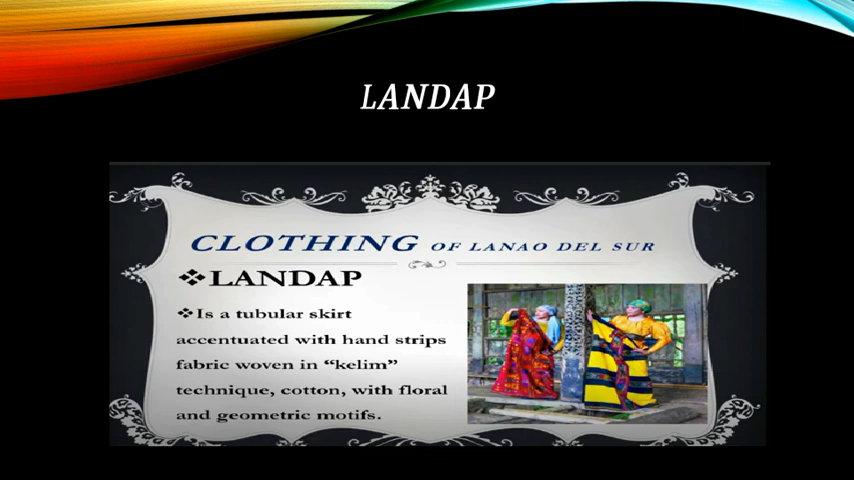 LANDAP
CLOTHING OF LANAO DEL SUR
❖LANDAP
❖Is a tubular skirt
accentuated with hand strips
fabric woven in “kelim”
technique, cotton, with floral
and geometric motifs.